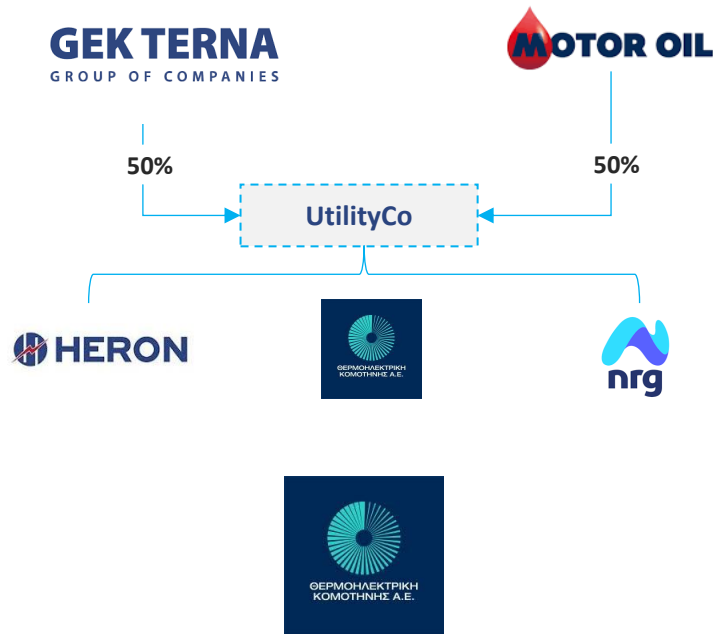 GEK TERNA
GROUP OF COMPANIES
MOTOR OIL
50%
50%
UtilityCo
HERON
ΘΕΡΜΟΗΛΕΚΤΡΙΚΗ
ΚΟΜΟΤΗΝΗΣ Α.Ε.
nrg
ΘΕΡΜΟΗΛΕΚΤΡΙΚΗ
ΚΟΜΟΤΗΝΗΣ Α.Ε.